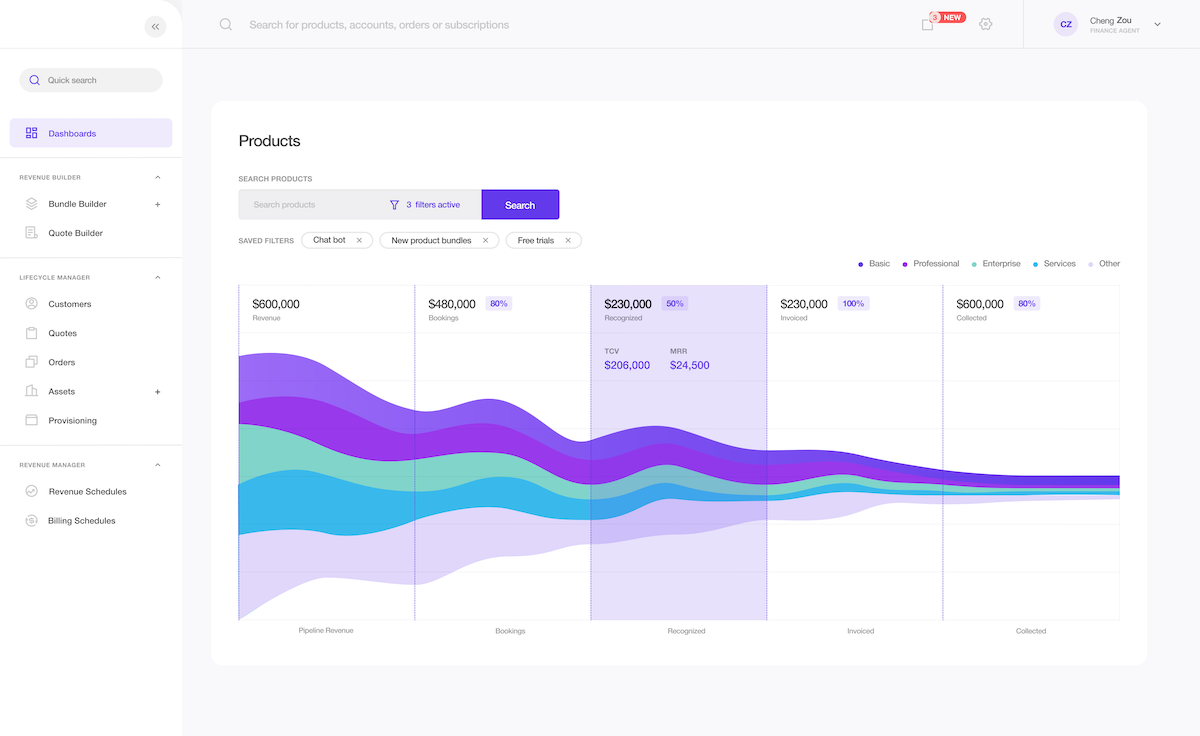 Search for products, accounts, orders or subscriptions
3 NEW
CZ
Cheng Zou
FINANCE AGENT
Quick search
Dashboards
REVENUE BUILDER
Bundle Builder +
Quote Builder
LIFECYCLE MANAGER
Customers
Quotes
Orders
Assets +
Provisioning
REVENUE MANAGER
Revenue Schedules
Billing Schedules
Products
SEARCH PRODUCTS
Search products 3 filters active Search
SAVED FILTERS Chat bot × New product bundles × Free trials ×
Basic Professional Enterprise Services Other
$600,000
Revenue
$480,000 80%
Bookings
$230,000 50%
Recognized
TCV MRR
$206,000 $24,500
$230,000 100%
Invoiced
$600,000 80%
Collected
Pipeline Revenue Bookings Recognized Invoiced Collected